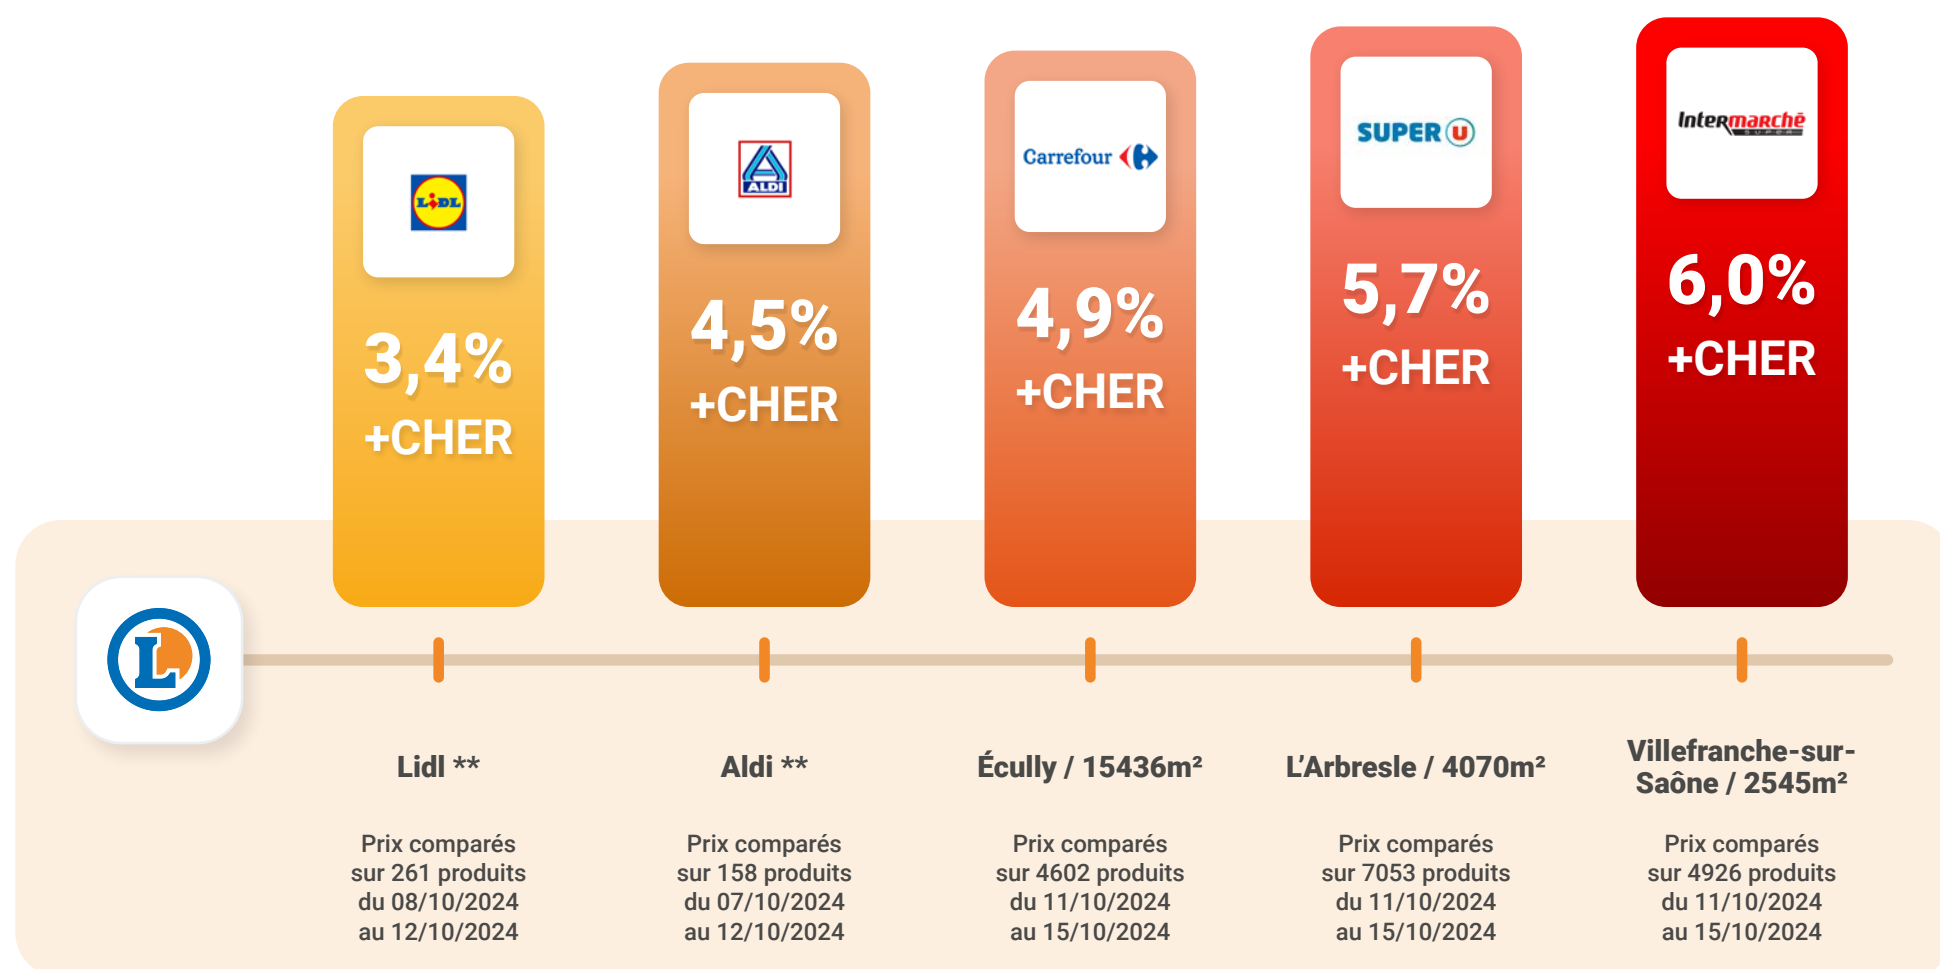 LIDL
3,4%
+CHER
ALDI
4,5%
+CHER
Carrefour
4,9%
+CHER
SUPER U
5,7%
+CHER
Intermarchē
SUPER
6,0%
+CHER
L
Lidl **
Prix comparés
sur 261 produits
du 08/10/2024
au 12/10/2024
Aldi **
Prix comparés
sur 158 produits
du 07/10/2024
au 12/10/2024
Écully / 15436m²
Prix comparés
sur 4602 produits
du 11/10/2024
au 15/10/2024
L’Arbresle / 4070m²
Prix comparés
sur 7053 produits
du 11/10/2024
au 15/10/2024
Villefranche-sur-
Saône / 2545m²
Prix comparés
sur 4926 produits
du 11/10/2024
au 15/10/2024